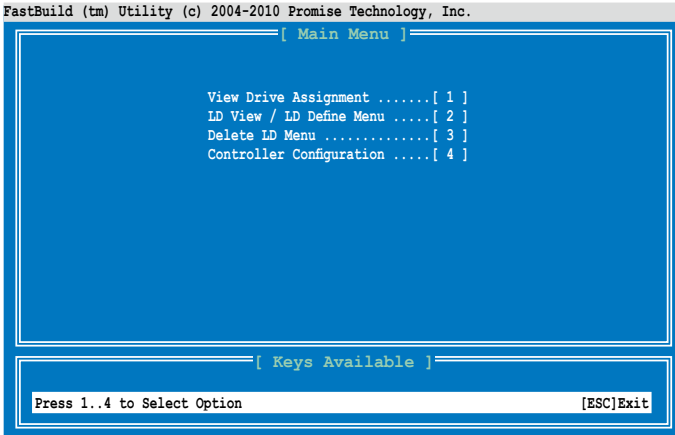 FastBuild (tm) Utility (c) 2004-2010 Promise Technology, Inc.
[ Main Menu ]
View Drive Assignment .......[ 1 ]
LD View / LD Define Menu .....[ 2 ]
Delete LD Menu ..............[ 3 ]
Controller Configuration .....[ 4 ]
[ Keys Available ]
Press 1..4 to Select Option [ESC]Exit